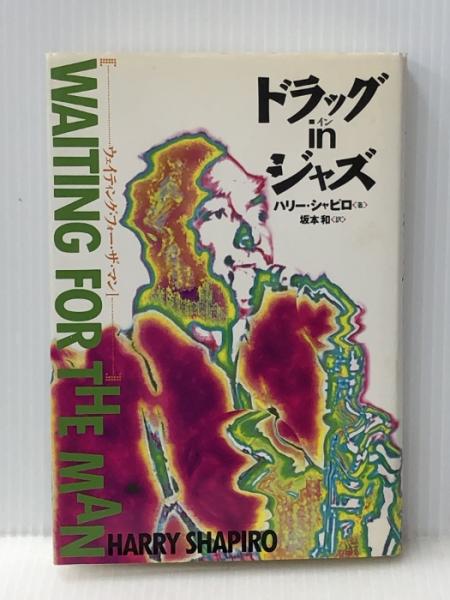 ドラッグ
in
イン
ジャズ
ハリー・シャピロ〈著〉
坂本 和〈訳〉
WAITING FOR THE MAN
ウェイティング・フォー・ザ・マン
HARRY SHAPIRO